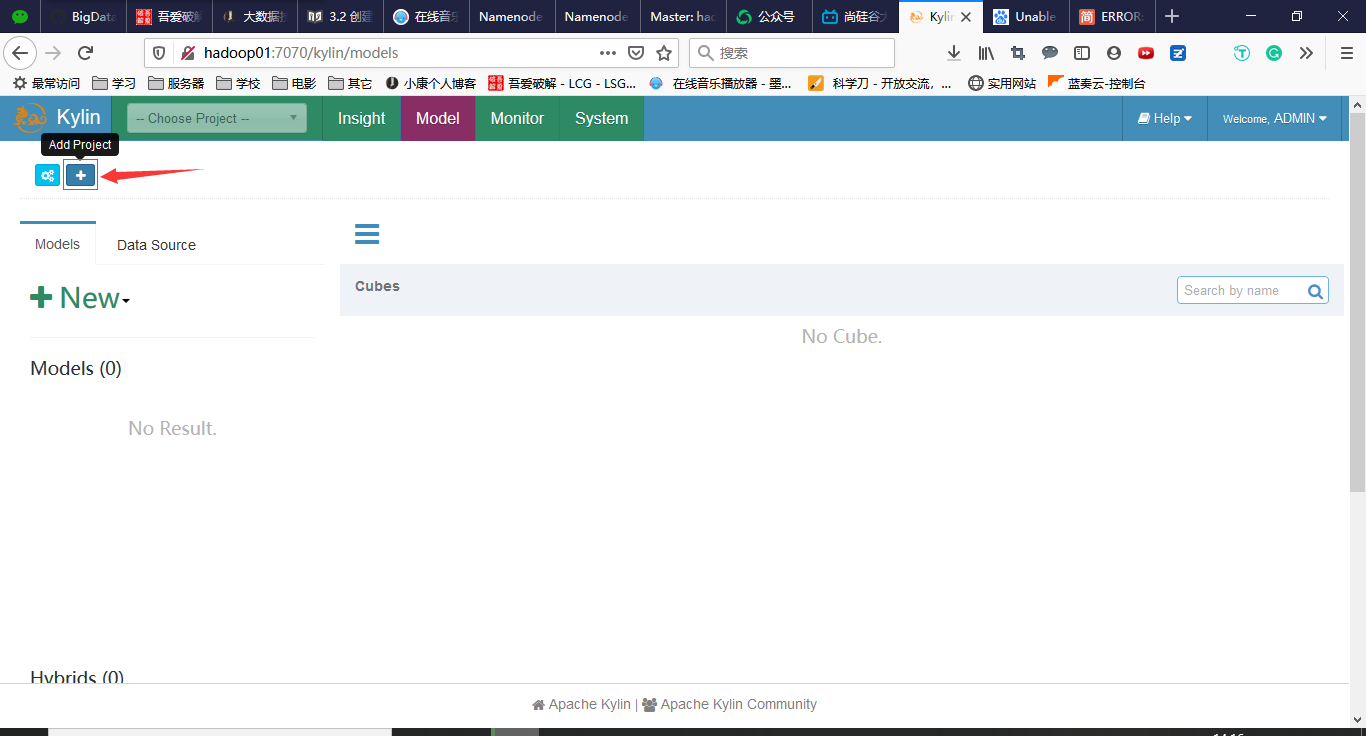 BigData
吾爱破解
大数据
3.2 创建
在线音乐
Namenode
Namenode
Master: had
公众号
尚硅谷
Kylin
Unable
ERROR:
hadoop01:7070/kylin/models
搜索
最常访问 学习 服务器 学校 电影 其它 小康个人博客 吾爱破解 - LCG - LSG... 在线音乐播放器 - 墨... 科学刀 - 开放交流，... 实用网站 蓝奏云-控制台
Kylin -- Choose Project -- Insight Model Monitor System Help Welcome, ADMIN
Add Project
Models Data Source
New
Cubes Search by name
No Cube.
Models (0)
No Result.
Hybrids (0)
Apache Kylin | Apache Kylin Community